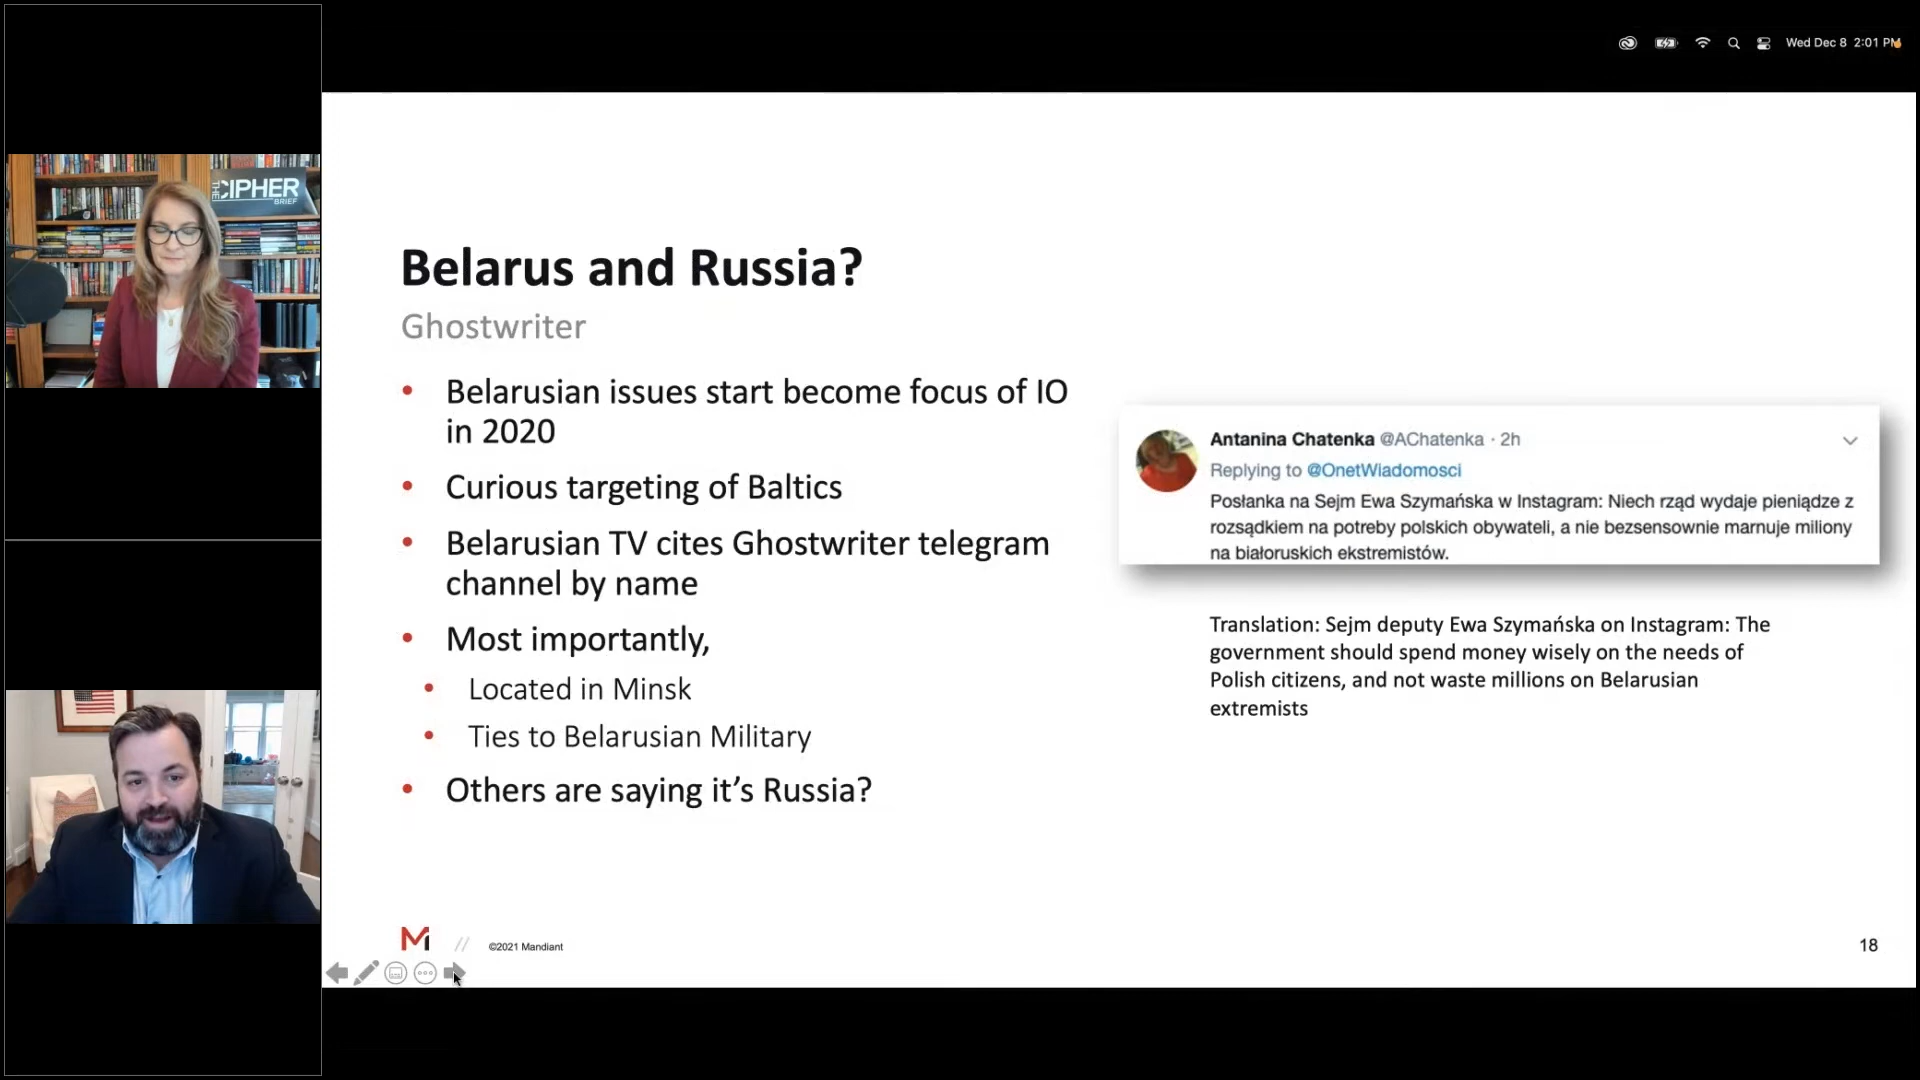 Wed Dec 8 2:01 PM
THE CIPHER
BRIEF
Belarus and Russia?
Ghostwriter
• Belarusian issues start become focus of IO
in 2020
• Curious targeting of Baltics
• Belarusian TV cites Ghostwriter telegram
channel by name
• Most importantly,
• Located in Minsk
• Ties to Belarusian Military
• Others are saying it’s Russia?
Antanina Chatenka @AChatenka · 2h
Replying to @OnetWiadomosci
Posłanka na Sejm Ewa Szymańska w Instagram: Niech rząd wydaje pieniądze z
rozsądkiem na potreby polskich obywateli, a nie bezsensownie marnuje miliony
na białoruskich ekstremistów.
Translation: Sejm deputy Ewa Szymańska on Instagram: The
government should spend money wisely on the needs of
Polish citizens, and not waste millions on Belarusian
extremists
M // ©2021 Mandiant
18